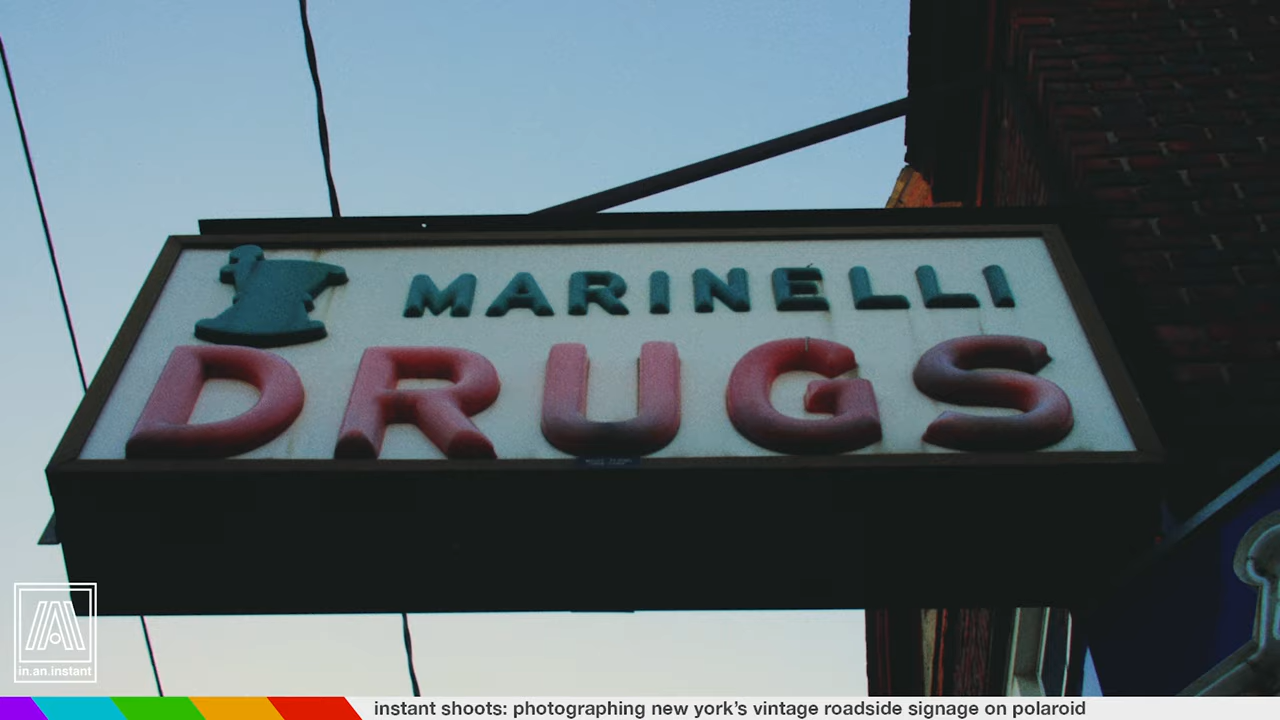 MARINELLI
DRUGS
in.an.instant
instant shoots: photographing new york's vintage roadside signage on polaroid